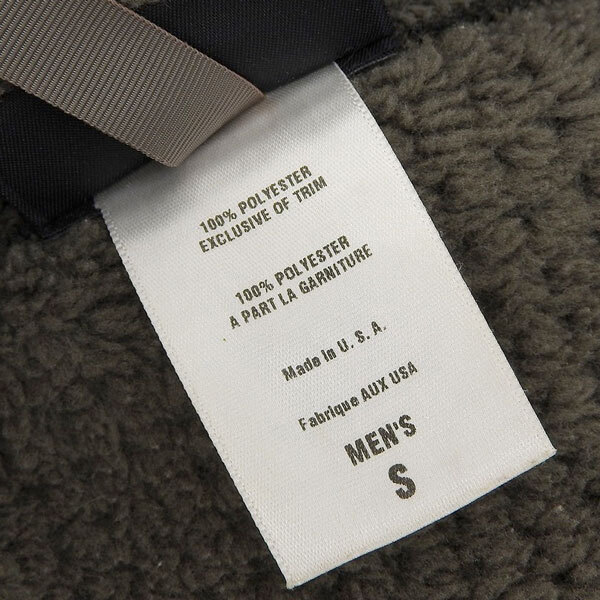 100% POLYESTER
EXCLUSIVE OF TRIM
100% POLYESTER
A PART LA GARNITURE
Made in U. S. A.
Fabrique AUX USA
MEN'S
S